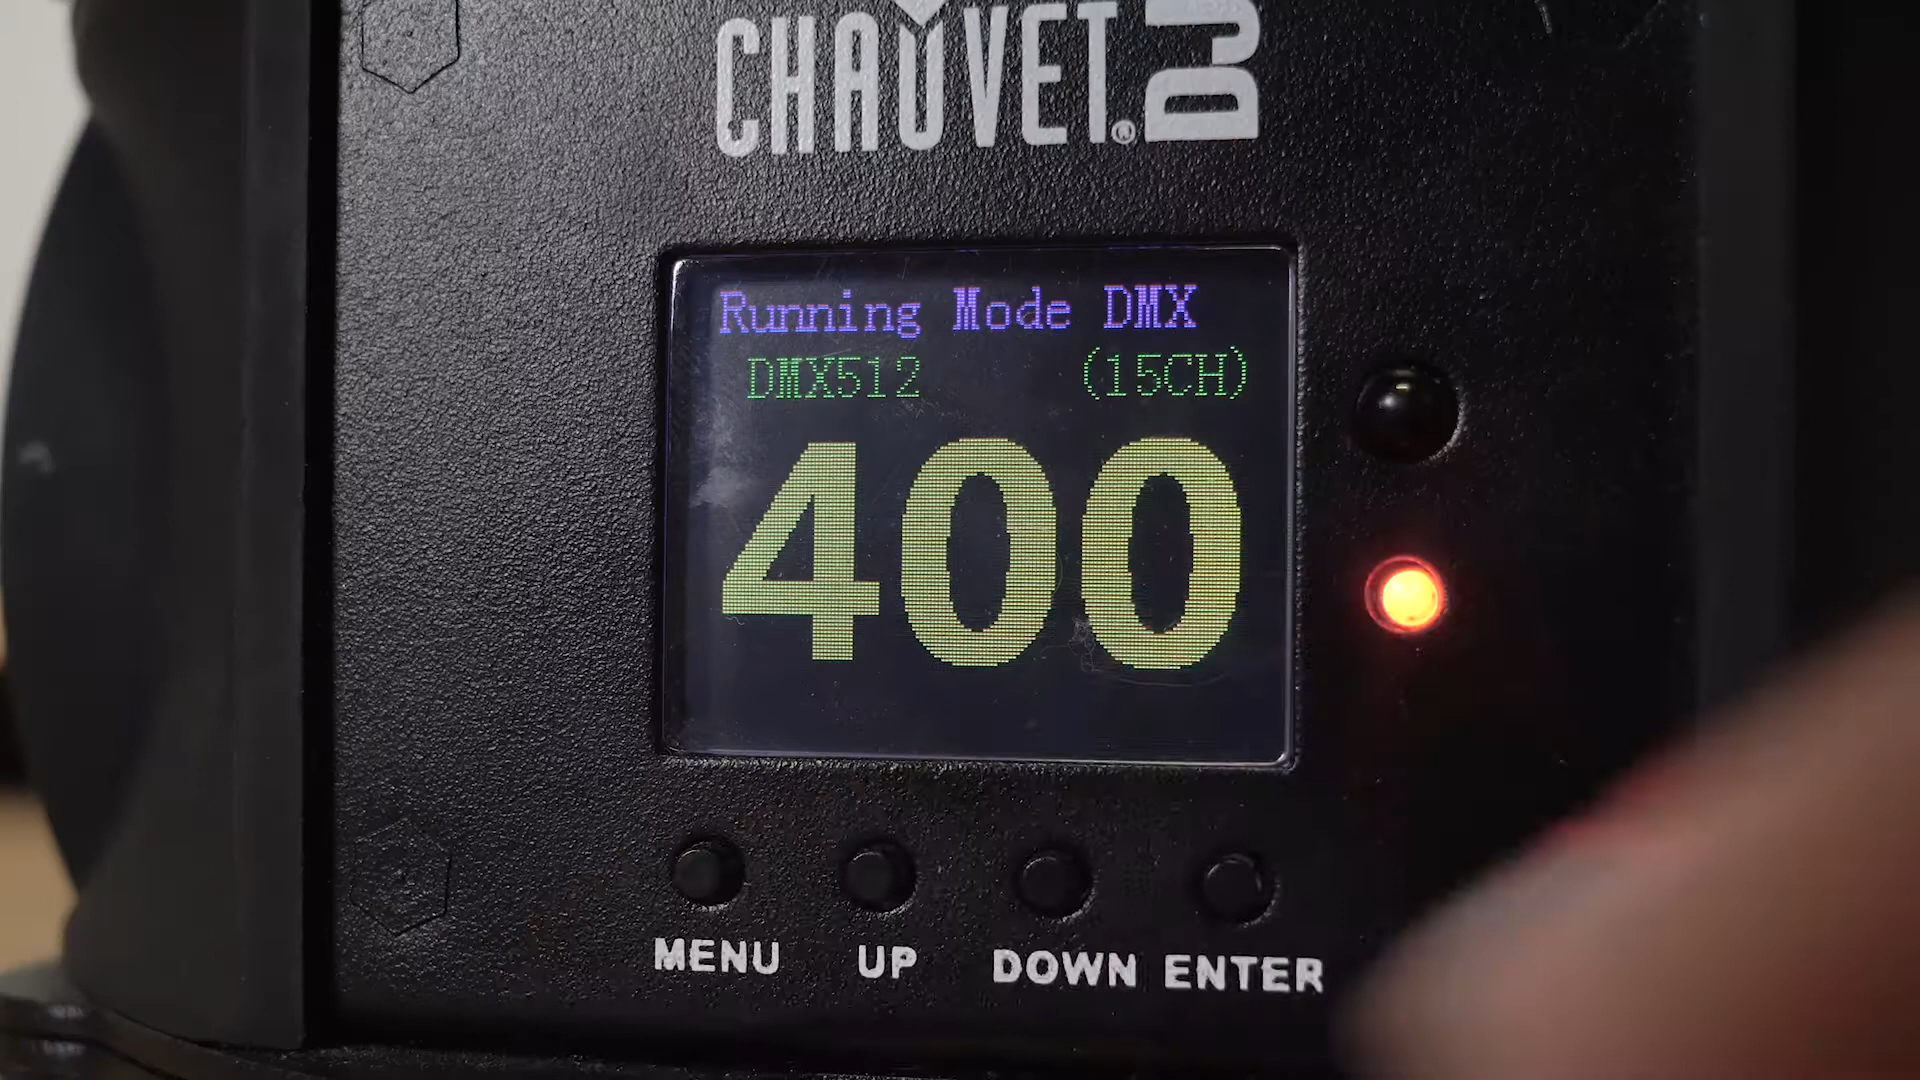 CHAUVET® DJ
Running Mode DMX
DMX512 (15CH)
400
MENU UP DOWN ENTER